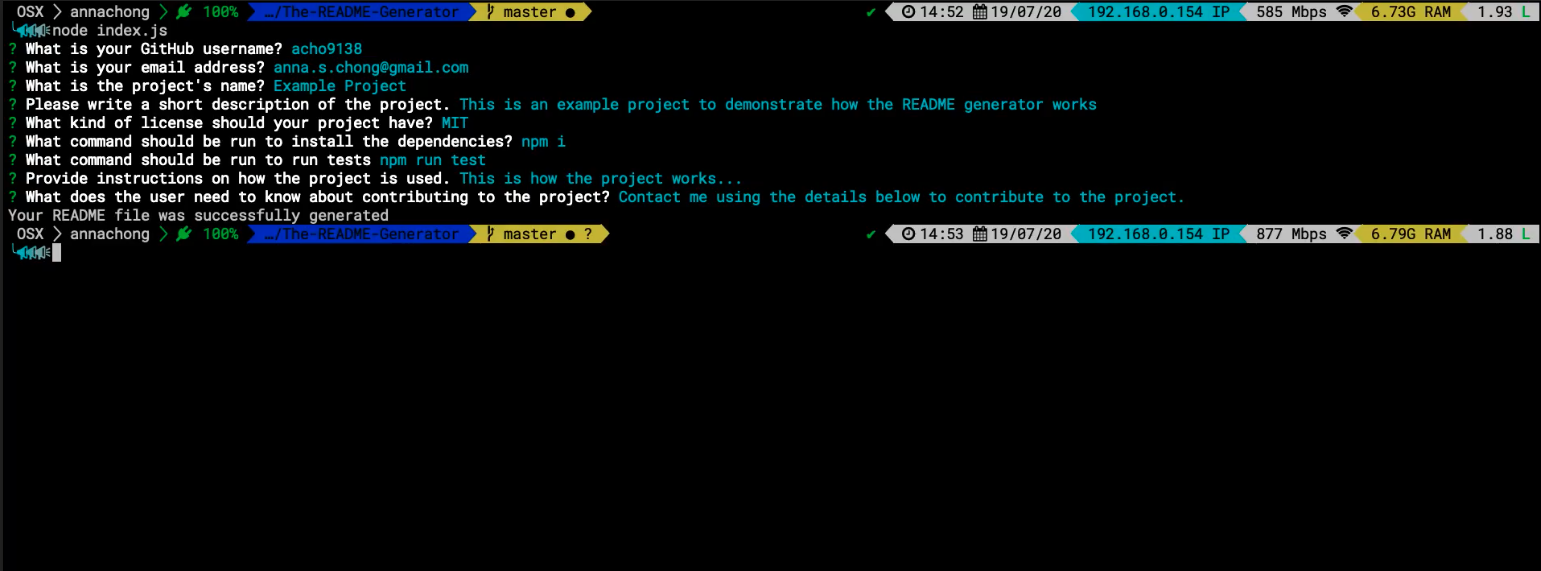 OSX > annachong > 100% …/The-README-Generator master ● ✔ 14:52 19/07/20 192.168.0.154 IP 585 Mbps 6.73G RAM 1.93 L
node index.js
? What is your GitHub username? acho9138
? What is your email address? anna.s.chong@gmail.com
? What is the project's name? Example Project
? Please write a short description of the project. This is an example project to demonstrate how the README generator works
? What kind of license should your project have? MIT
? What command should be run to install the dependencies? npm i
? What command should be run to run tests npm run test
? Provide instructions on how the project is used. This is how the project works...
? What does the user need to know about contributing to the project? Contact me using the details below to contribute to the project.
Your README file was successfully generated
OSX > annachong > 100% …/The-README-Generator master ● ? ✔ 14:53 19/07/20 192.168.0.154 IP 877 Mbps 6.79G RAM 1.88 L